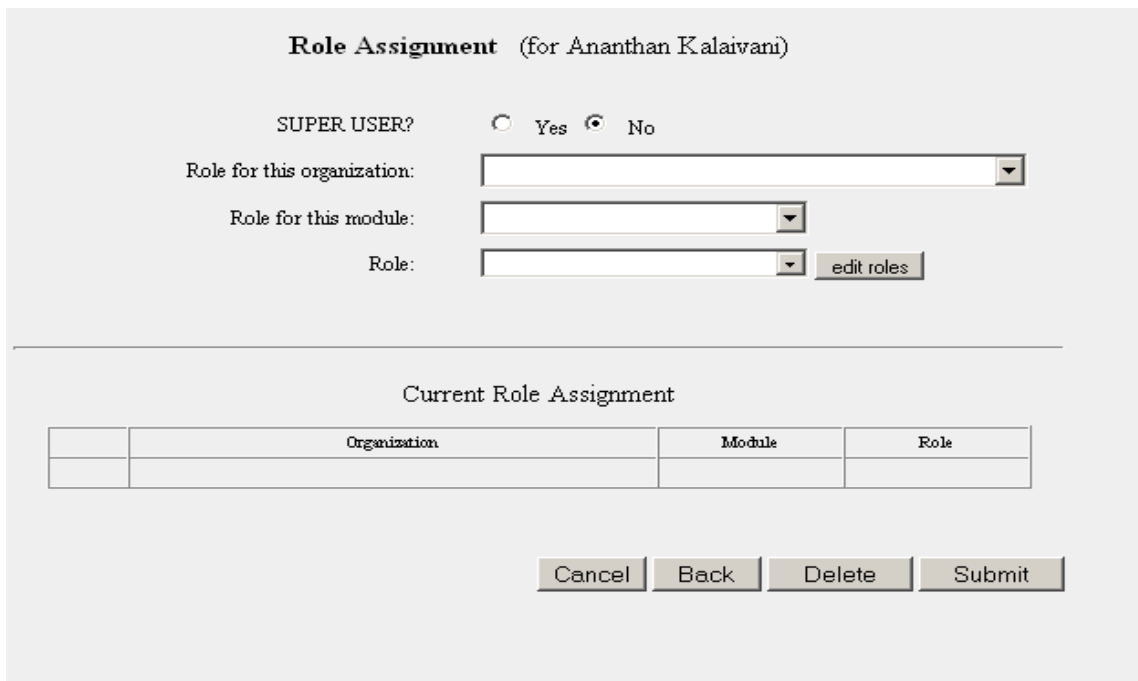 Role Assignment (for Ananthan Kalaivani)
SUPER USER? Yes No
Role for this organization:
Role for this module:
Role: edit roles
Current Role Assignment
Organization Module Role
Cancel Back Delete Submit